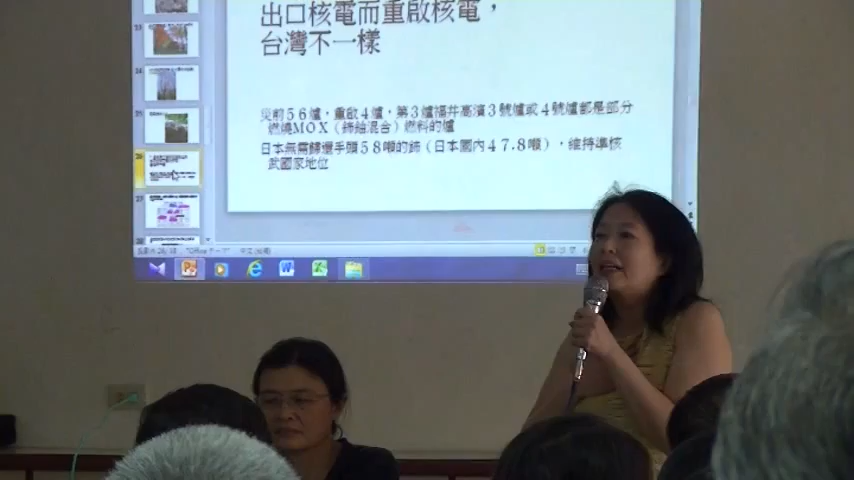 出口核電而重啟核電，
台灣不一樣
災前５６爐，重啟４爐，第３爐福井高濱３號爐或４號爐都是部分
燃燒MOX（鈽鈾混合）燃料的爐
日本無需歸還手頭５８噸的鈽（日本國內４７.８噸），維持準核
武國家地位